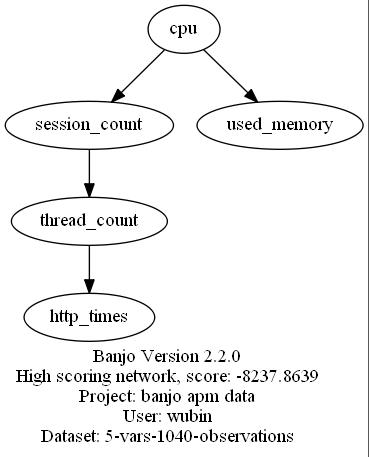 cpu
session_count
used_memory
thread_count
http_times
Banjo Version 2.2.0
High scoring network, score: -8237.8639
Project: banjo apm data
User: wubin
Dataset: 5-vars-1040-observations